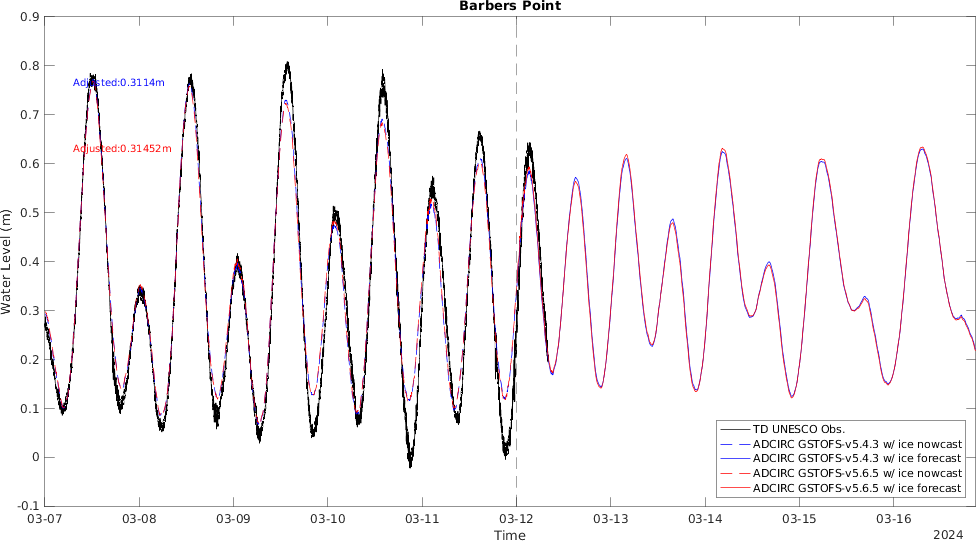 Barbers Point
0.9
0.8
0.7
0.6
0.5
0.4
0.3
0.2
0.1
0
-0.1
Water Level (m)
Adjusted:0.3114m
Adjusted:0.31452m
TD UNESCO Obs.
ADCIRC GSTOFS-v5.4.3 w/ ice nowcast
ADCIRC GSTOFS-v5.4.3 w/ ice forecast
ADCIRC GSTOFS-v5.6.5 w/ ice nowcast
ADCIRC GSTOFS-v5.6.5 w/ ice forecast
03-07 03-08 03-09 03-10 03-11 03-12 03-13 03-14 03-15 03-16
Time
2024